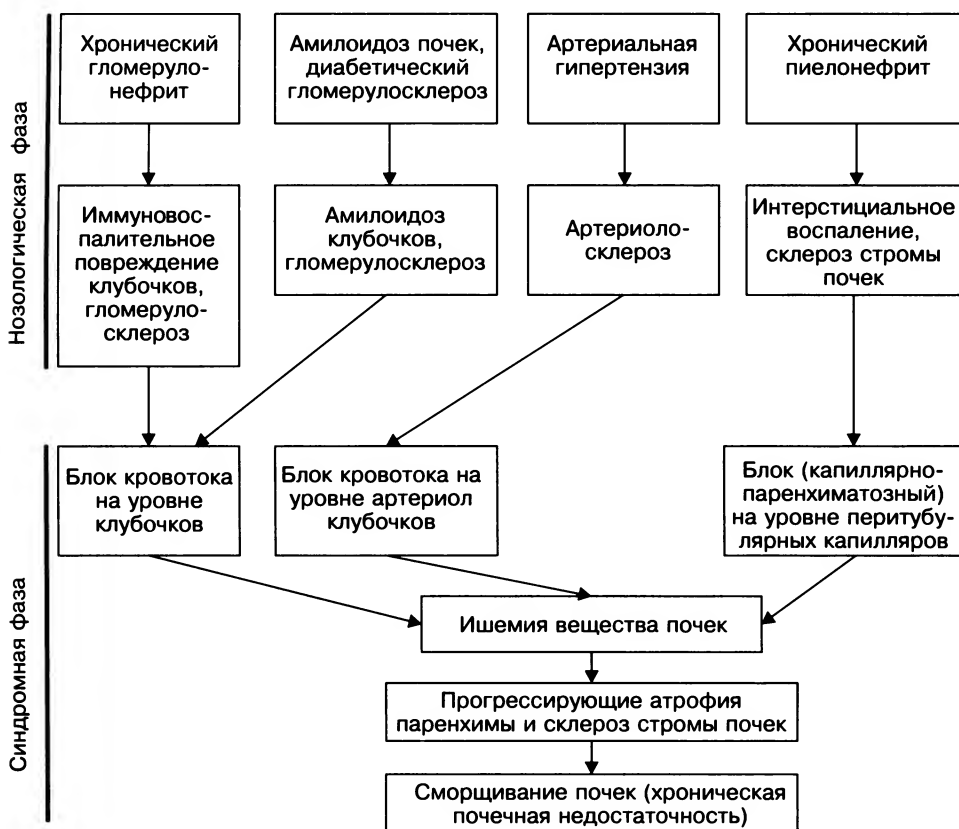 Нозологическая фаза
Хронический
гломеруло-
нефрит
Амилоидоз почек,
диабетический
гломерулосклероз
Артериальная
гипертензия
Хронический
пиелонефрит
Иммуновос-
палительное
повреждение
клубочков,
гломеруло-
склероз
Амилоидоз
клубочков,
гломерулосклероз
Артериоло-
склероз
Интерстициальное
воспаление,
склероз стромы
почек
Синдромная фаза
Блок кровотока
на уровне
клубочков
Блок кровотока на
уровне артериол
клубочков
Блок (капиллярно-
паренхиматозный)
на уровне перитубу-
лярных капилляров
Ишемия вещества почек
Прогрессирующие атрофия
паренхимы и склероз стромы почек
Сморщивание почек (хроническая
почечная недостаточность)